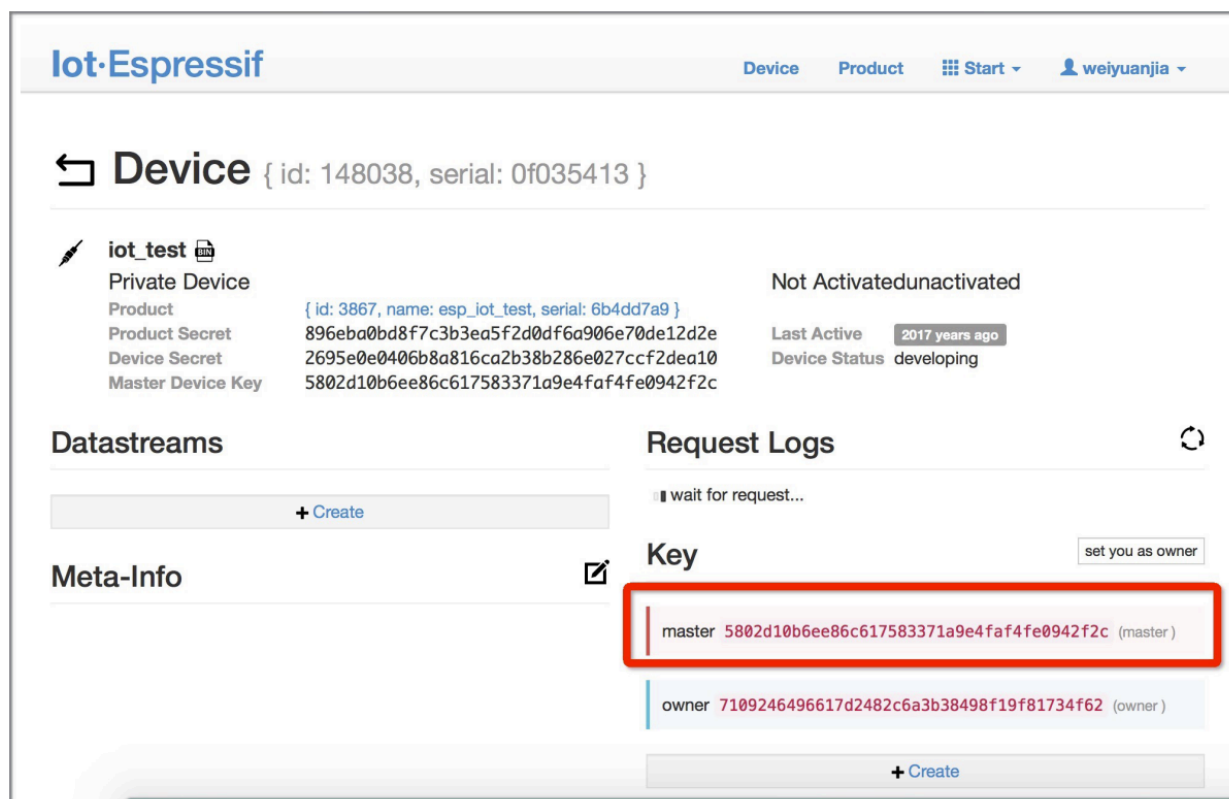 Iot·Espressif
Device Product Start weiyuanjia
Device { id: 148038, serial: 0f035413 }
iot_test BIN
Private Device
Product { id: 3867, name: esp_iot_test, serial: 6b4dd7a9 }
Product Secret 896eba0bd8f7c3b3ea5f2d0df6a906e70de12d2e
Device Secret 2695e0e0406b8a816ca2b38b286e027ccf2dea10
Master Device Key 5802d10b6ee86c617583371a9e4faf4fe0942f2c
Not Activatedunactivated
Last Active 2017 years ago
Device Status developing
Datastreams
+ Create
Meta-Info
Request Logs
wait for request...
Key
set you as owner
master 5802d10b6ee86c617583371a9e4faf4fe0942f2c (master)
owner 7109246496617d2482c6a3b38498f19f81734f62 (owner)
+ Create